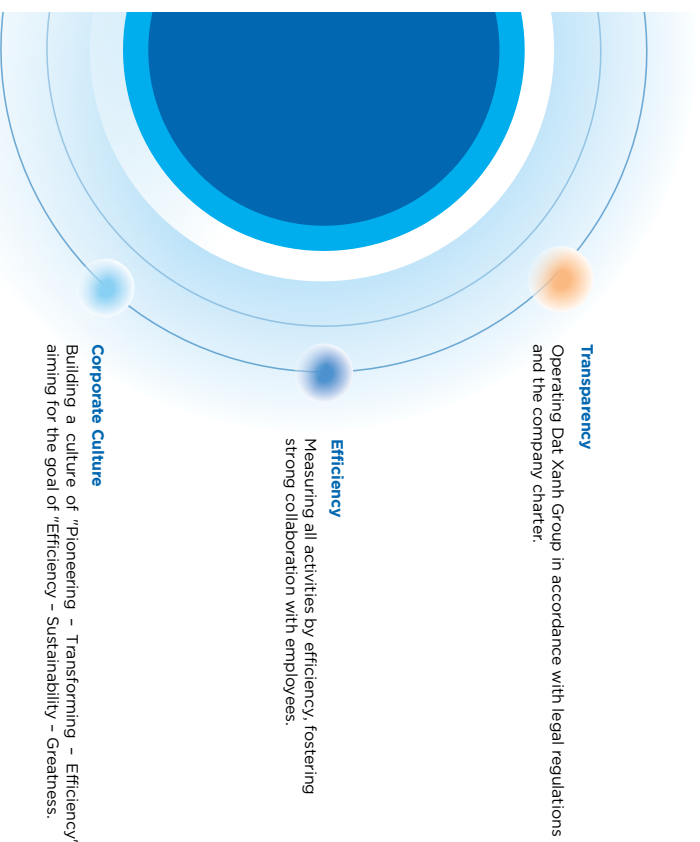 Transparency
Operating Dat Xanh Group in accordance with legal regulations
and the company charter.
Efficiency
Measuring all activities by efficiency, fostering
strong collaboration with employees.
Corporate Culture
Building a culture of "Pioneering – Transforming – Efficiency"
aiming for the goal of "Efficiency – Sustainability – Greatness.